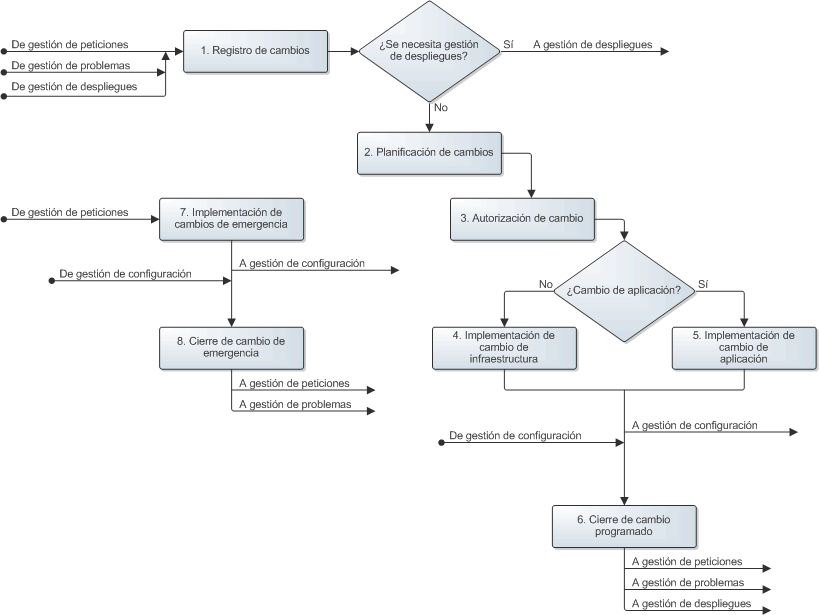 De gestión de peticiones
De gestión de problemas
De gestión de despliegues
1. Registro de cambios
¿Se necesita gestión
de despliegues?
Sí
A gestión de despliegues
No
2. Planificación de cambios
3. Autorización de cambio
De gestión de peticiones
7. Implementación de
cambios de emergencia
A gestión de configuración
De gestión de configuración
8. Cierre de cambio de
emergencia
A gestión de peticiones
A gestión de problemas
¿Cambio de aplicación?
No
Sí
4. Implementación de
cambio de
infraestructura
5. Implementación de
cambio de
aplicación
A gestión de configuración
De gestión de configuración
6. Cierre de cambio
programado
A gestión de peticiones
A gestión de problemas
A gestión de despliegues